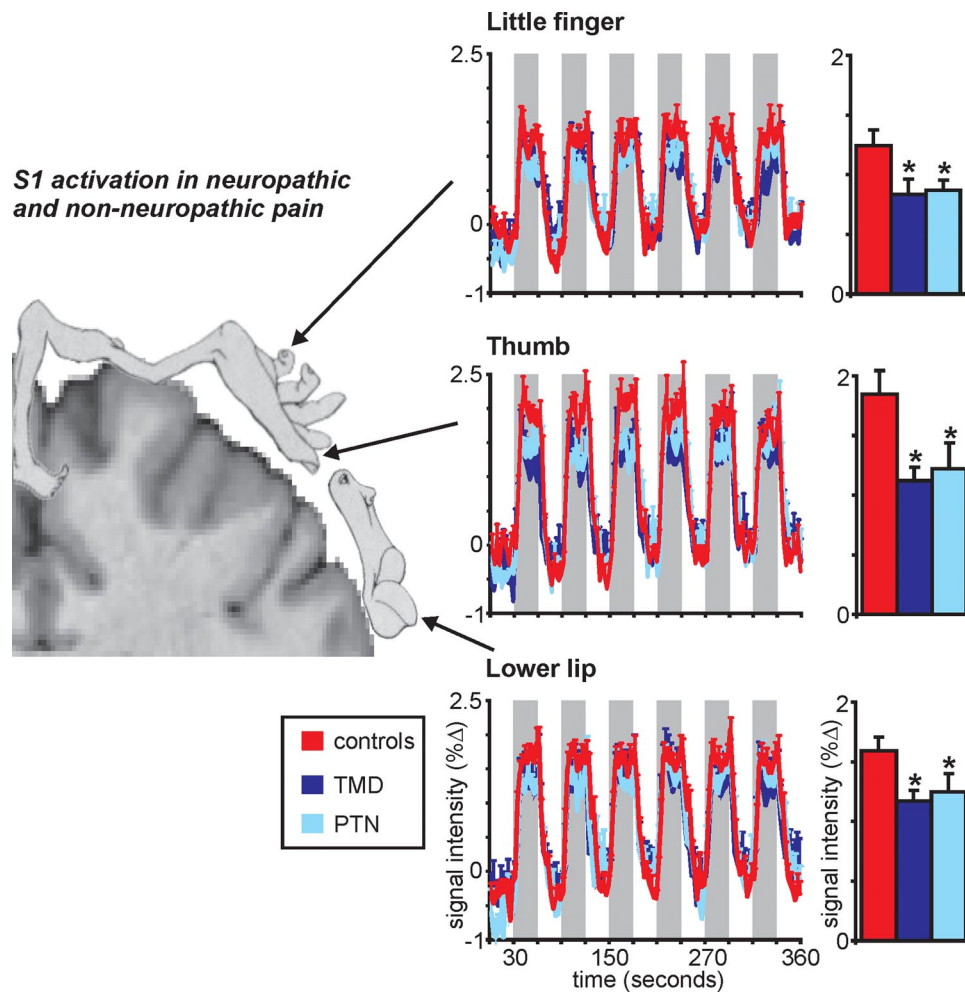 Little finger
2.5
0
-1
2
0
* *
S1 activation in neuropathic
and non-neuropathic pain
Thumb
2.5
0
-1
2
0
* *
Lower lip
2.5
0
-1
signal intensity (%Δ)
30 150 270 360
time (seconds)
2
0
signal intensity (%Δ)
* *
controls
TMD
PTN